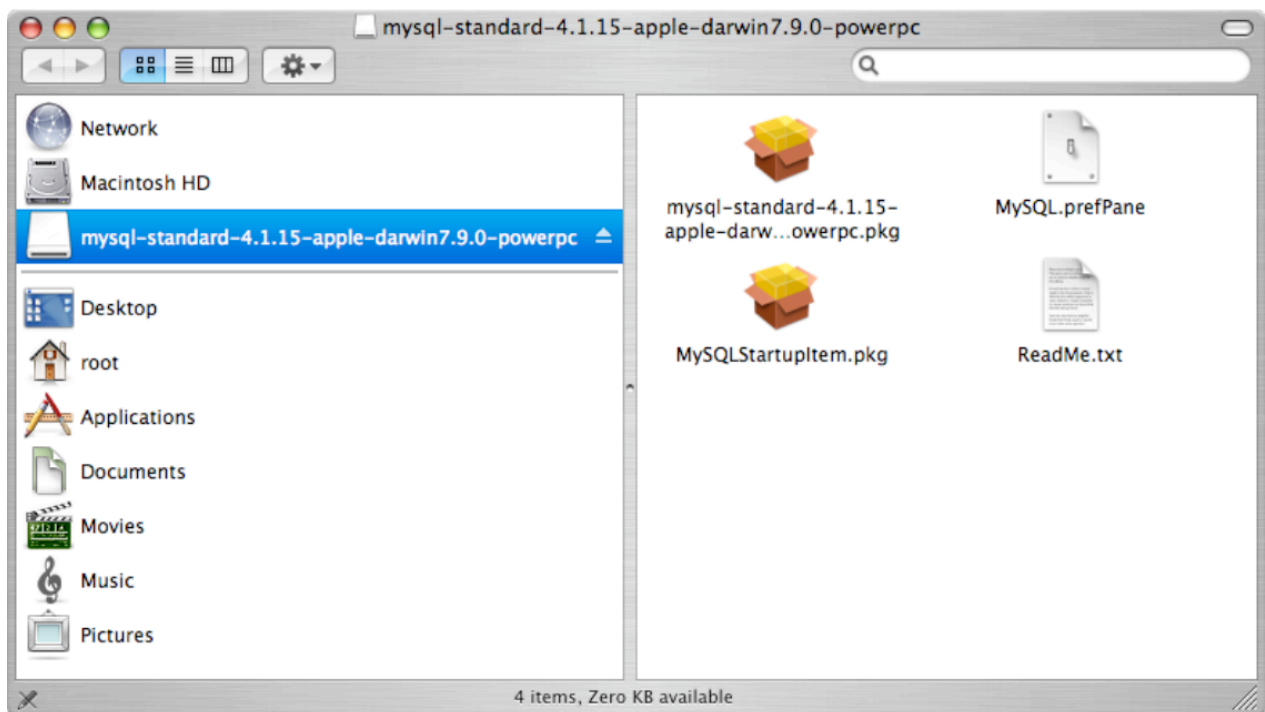 mysql-standard-4.1.15-apple-darwin7.9.0-powerpc
Network
Macintosh HD
mysql-standard-4.1.15-apple-darwin7.9.0-powerpc
Desktop
root
Applications
Documents
Movies
Music
Pictures
mysql-standard-4.1.15-
apple-darw...owerpc.pkg
MySQL.prefPane
MySQLStartupItem.pkg
ReadMe.txt
4 items, Zero KB available